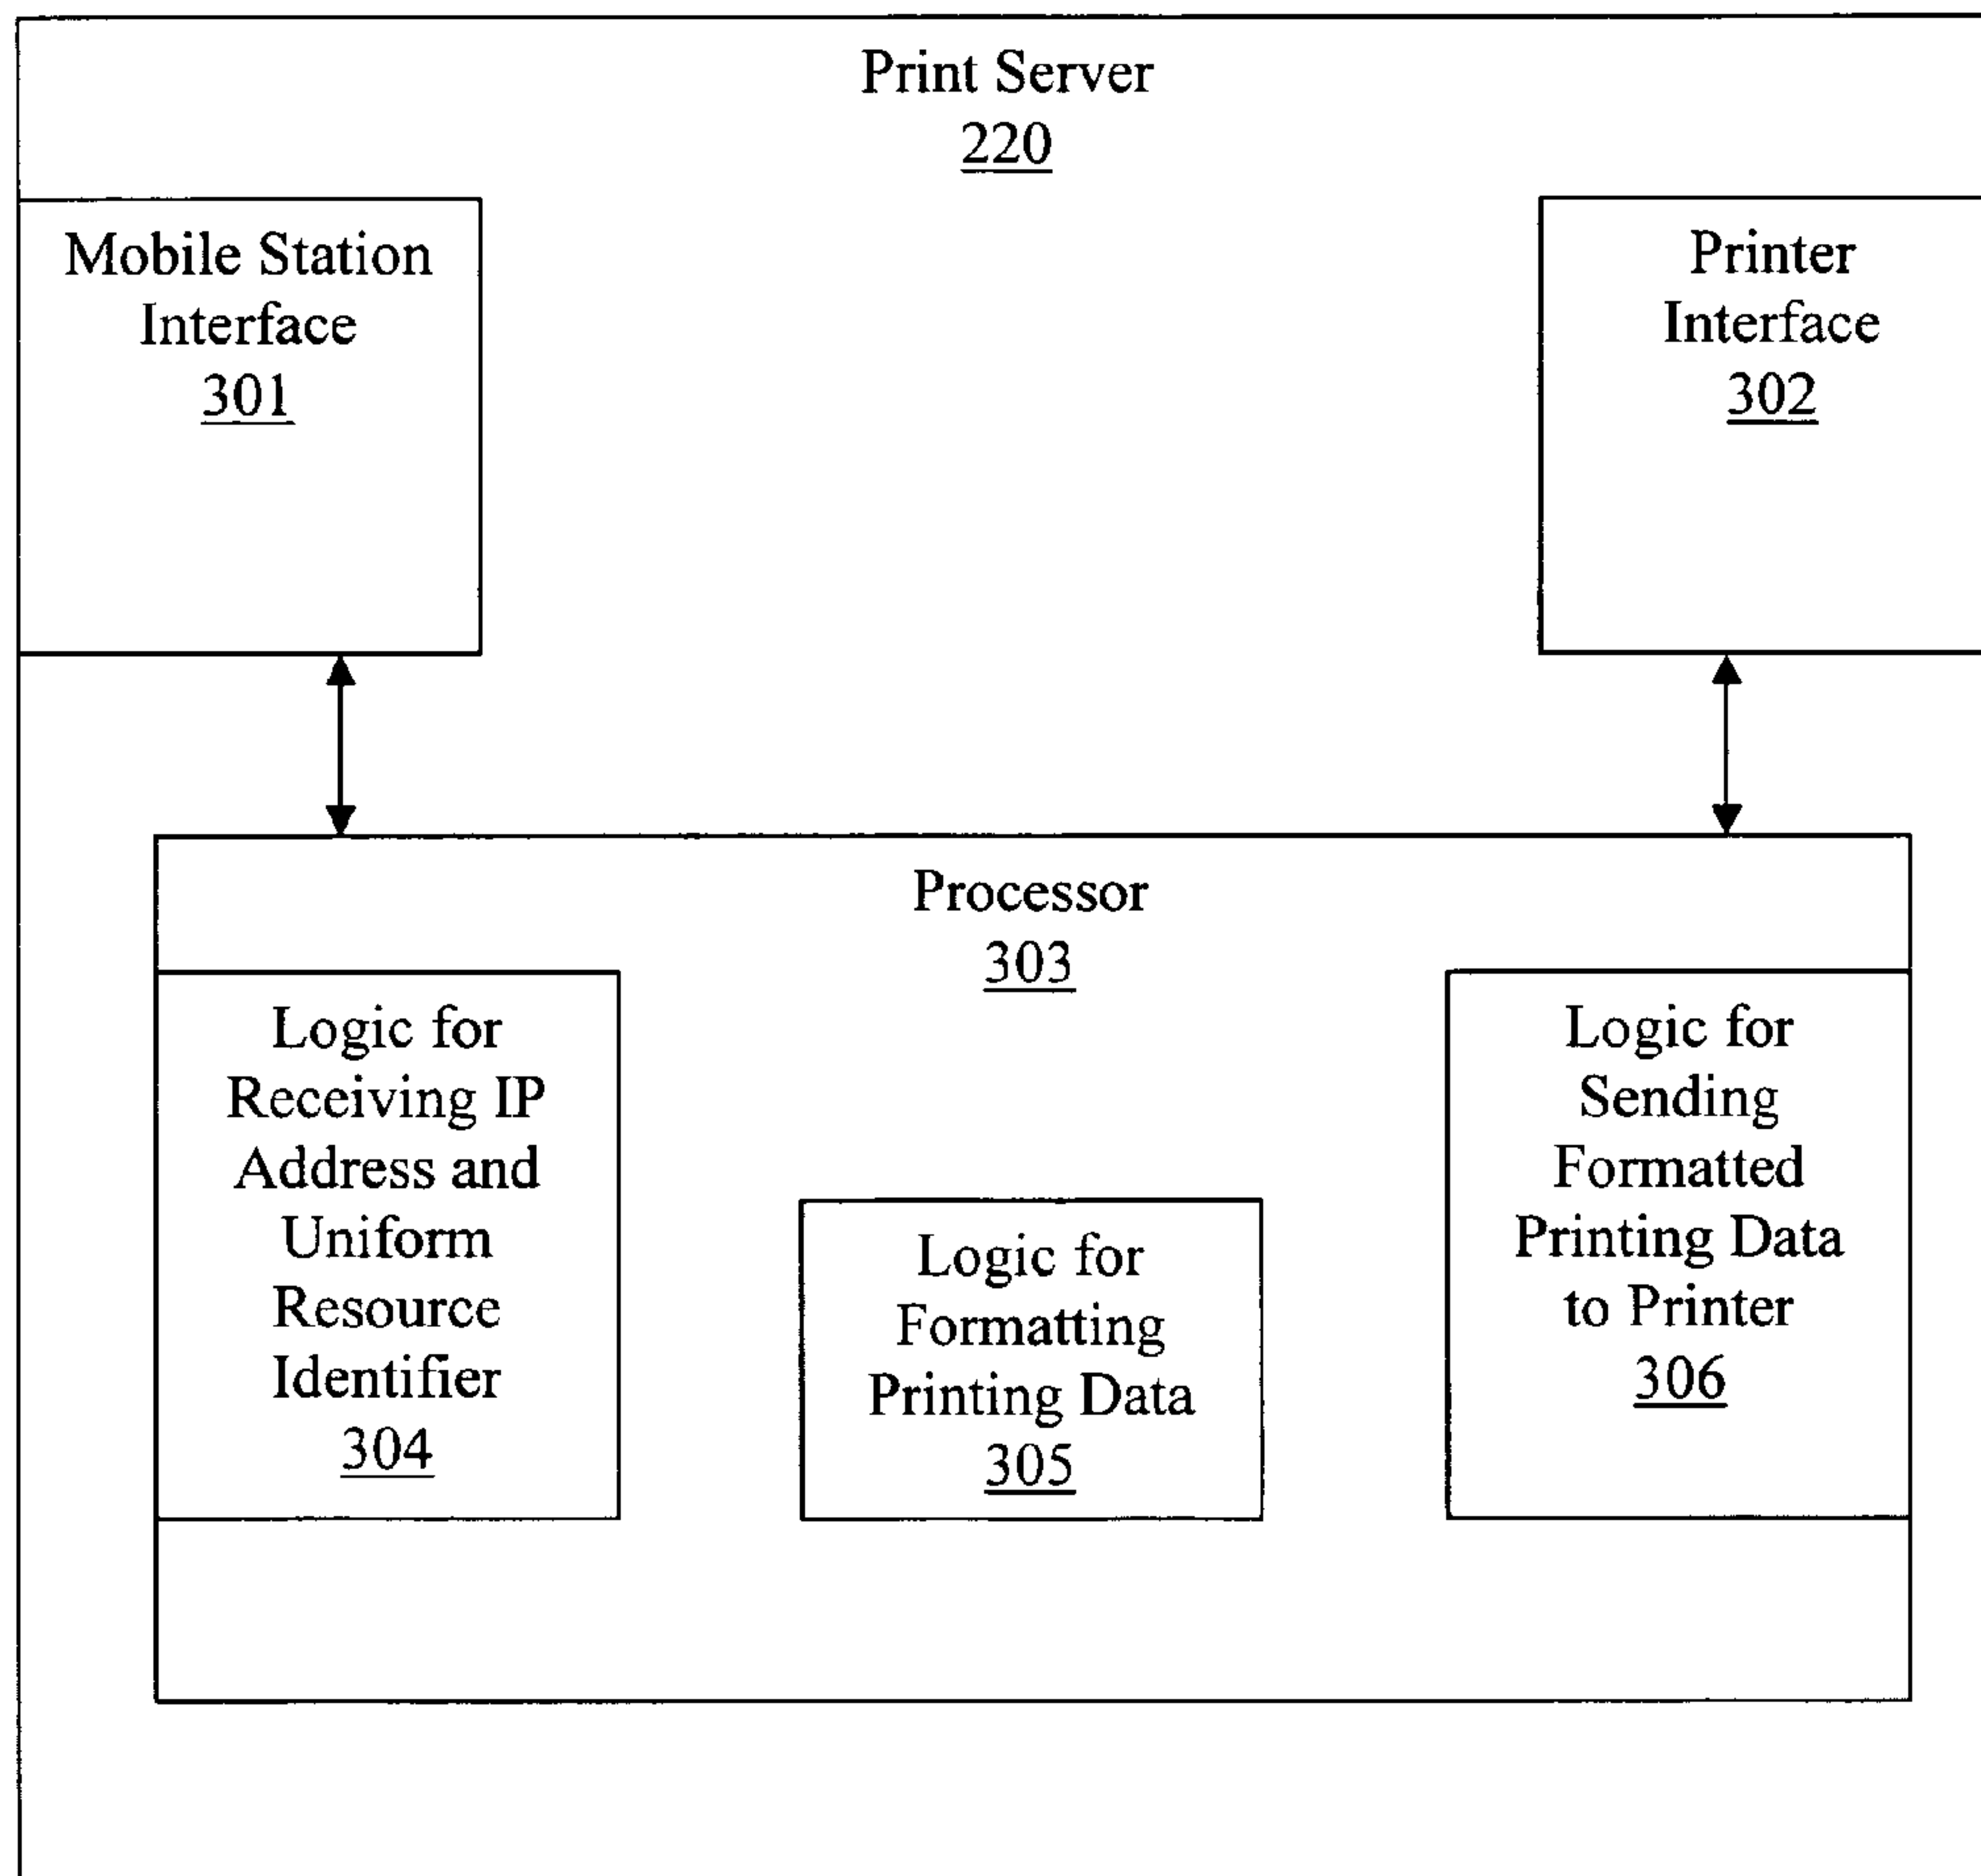 Print Server
220
Mobile Station
Interface
301
Printer
Interface
302
Processor
303
Logic for
Receiving IP
Address and
Uniform
Resource
Identifier
304
Logic for
Formatting
Printing Data
305
Logic for
Sending
Formatted
Printing Data
to Printer
306